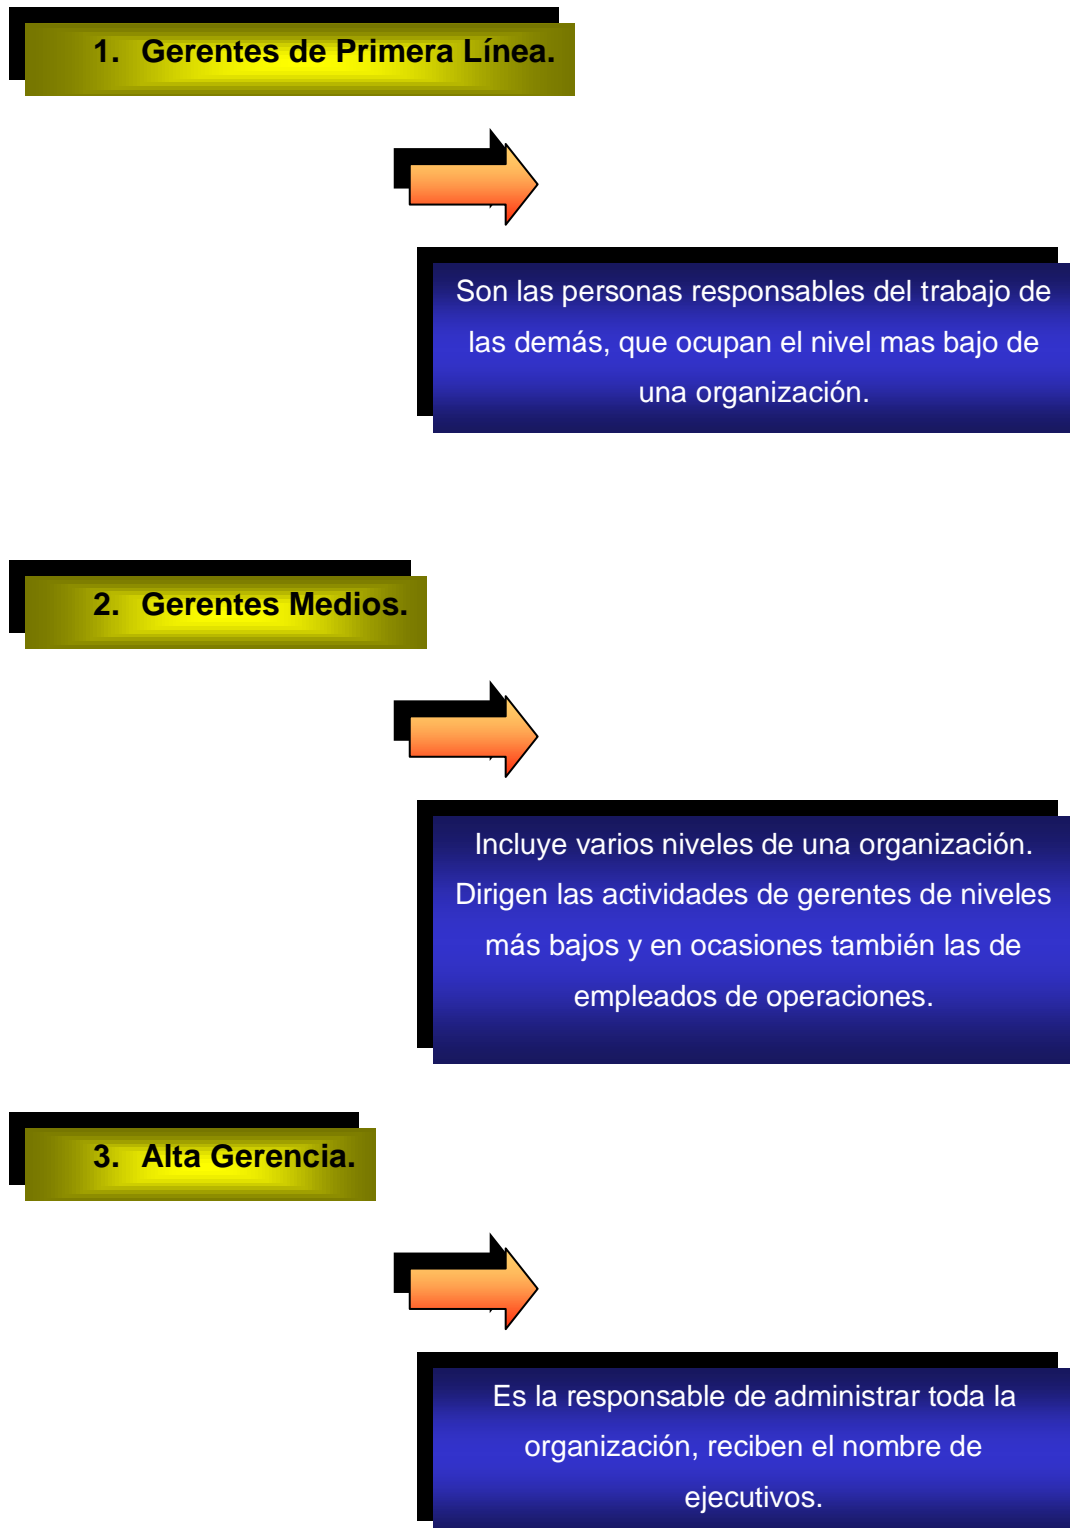 1. Gerentes de Primera Línea.
Son las personas responsables del trabajo de
las demás, que ocupan el nivel mas bajo de
una organización.
2. Gerentes Medios.
Incluye varios niveles de una organización.
Dirigen las actividades de gerentes de niveles
más bajos y en ocasiones también las de
empleados de operaciones.
3. Alta Gerencia.
Es la responsable de administrar toda la
organización, reciben el nombre de
ejecutivos.